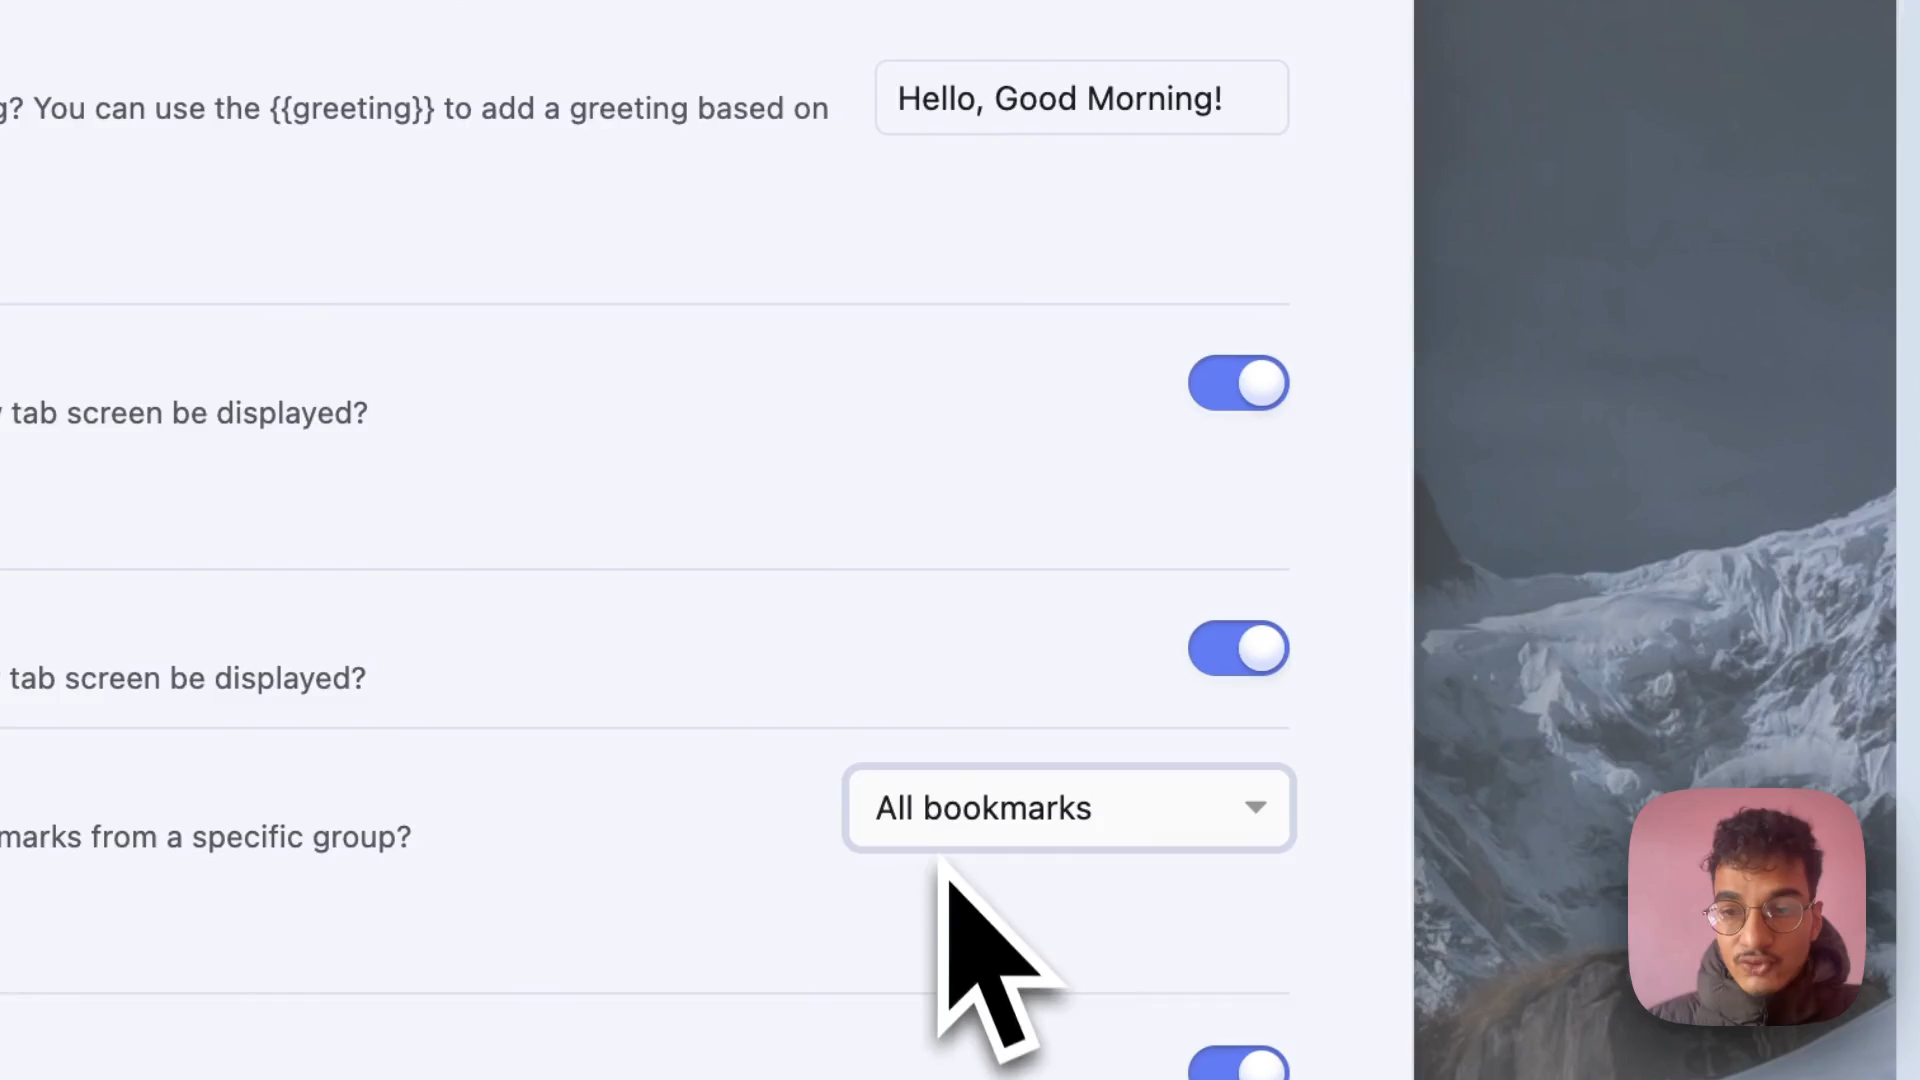 ? You can use the {{greeting}} to add a greeting based on
Hello, Good Morning!
tab screen be displayed?
tab screen be displayed?
marks from a specific group?
All bookmarks